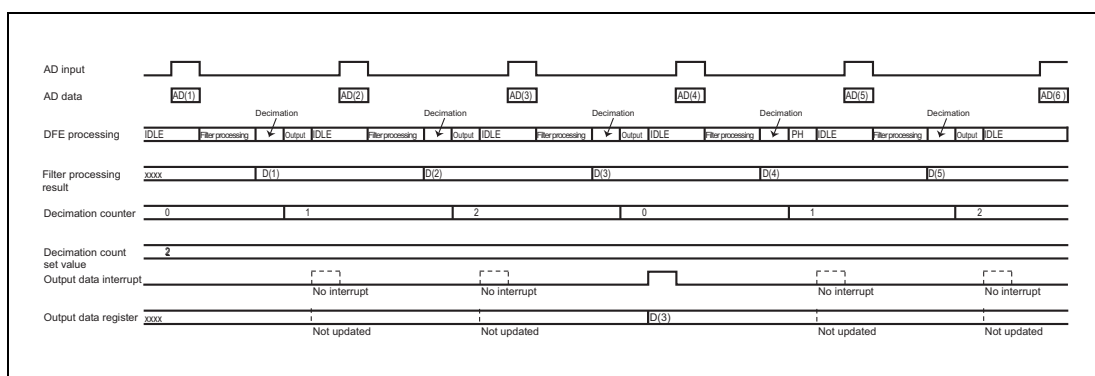 AD input
AD data AD(1) AD(2) AD(3) AD(4) AD(5) AD(6 )
Decimation Decimation Decimation Decimation Decimation
DFE processing IDLE Filter processing Output IDLE Filter processing Output IDLE Filter processing Output IDLE Filter processing PH IDLE Filter processing Output IDLE
Filter processing result xxxx D(1) D(2) D(3) D(4) D(5)
Decimation counter 0 1 2 0 1 2
Decimation count set value 2
Output data interrupt
No interrupt No interrupt No interrupt No interrupt
Output data register xxxx D(3)
Not updated Not updated Not updated Not updated